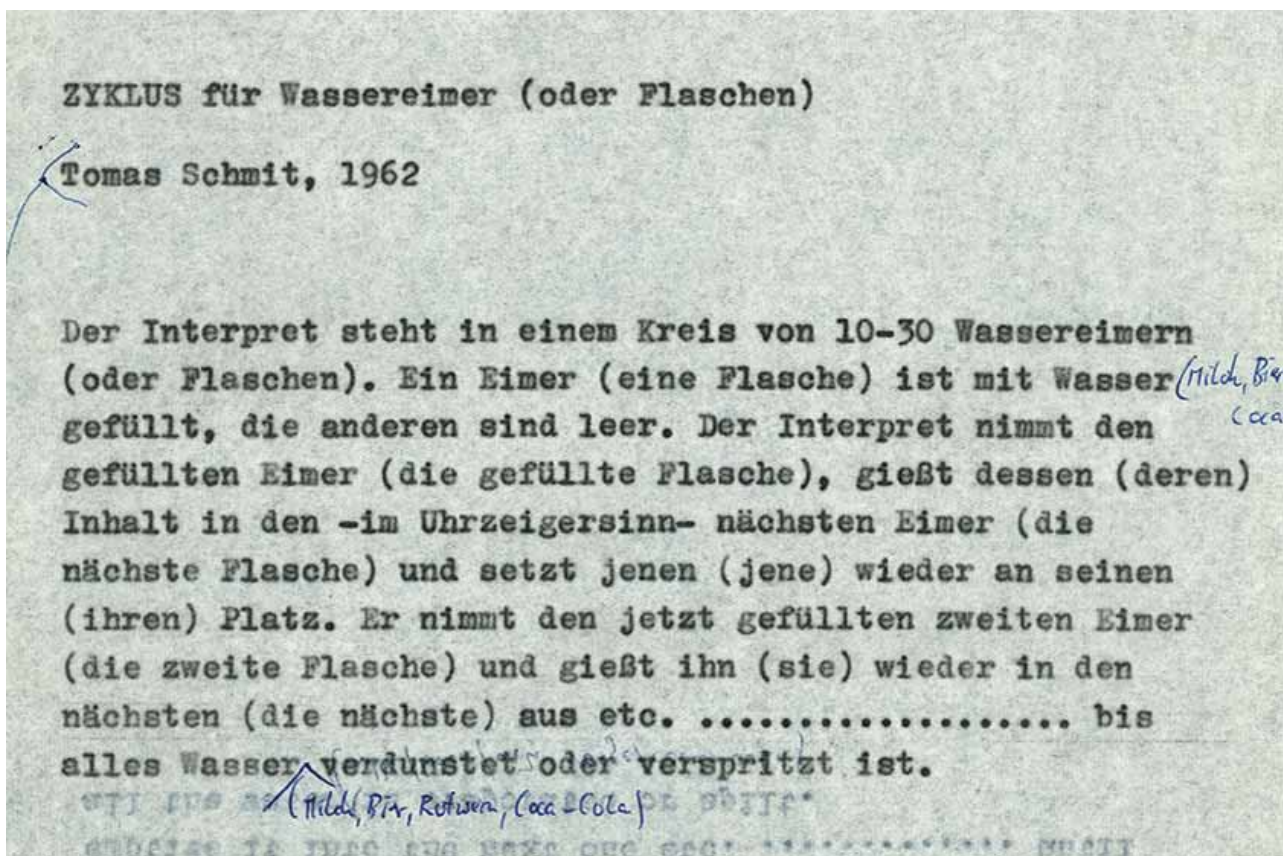 ZYKLUS für Wassereimer (oder Flaschen)
Tomas Schmit, 1962
Der Interpret steht in einem Kreis von 10-30 Wassereimern
(oder Flaschen). Ein Eimer (eine Flasche) ist mit Wasser (Milch, Bier
Coca
gefüllt, die anderen sind leer. Der Interpret nimmt den
gefüllten Eimer (die gefüllte Flasche), gießt dessen (deren)
Inhalt in den -im Uhrzeigersinn- nächsten Eimer (die
nächste Flasche) und setzt jenen (jene) wieder an seinen
(ihren) Platz. Er nimmt den jetzt gefüllten zweiten Eimer
(die zweite Flasche) und gießt ihn (sie) wieder in den
nächsten (die nächste) aus etc. ................... bis
alles Wasser verdunstet oder verspritzt ist.
(Milch, Bier, Rotwein, Coca-Cola)